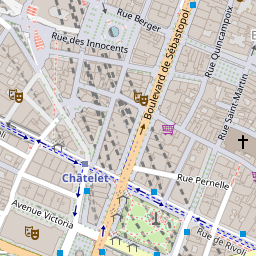 Rue Berger
Rue des Innocents
Boulevard de Sébastopol
Rue Quincampoix
Rue Saint-Martin
Châtelet
Rue Pernelle
Avenue Victoria
Rue De Rivoli